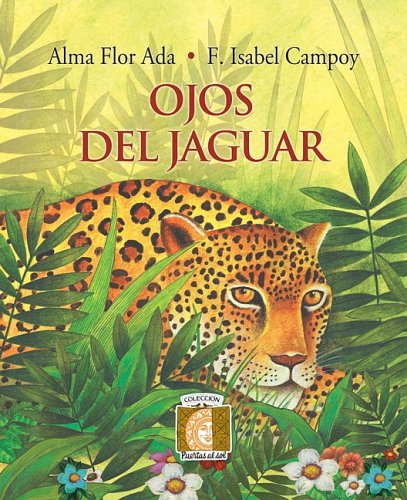 Alma Flor Ada • F. Isabel Campoy
OJOS
DEL JAGUAR
COLECCIÓN
Puertas al sol